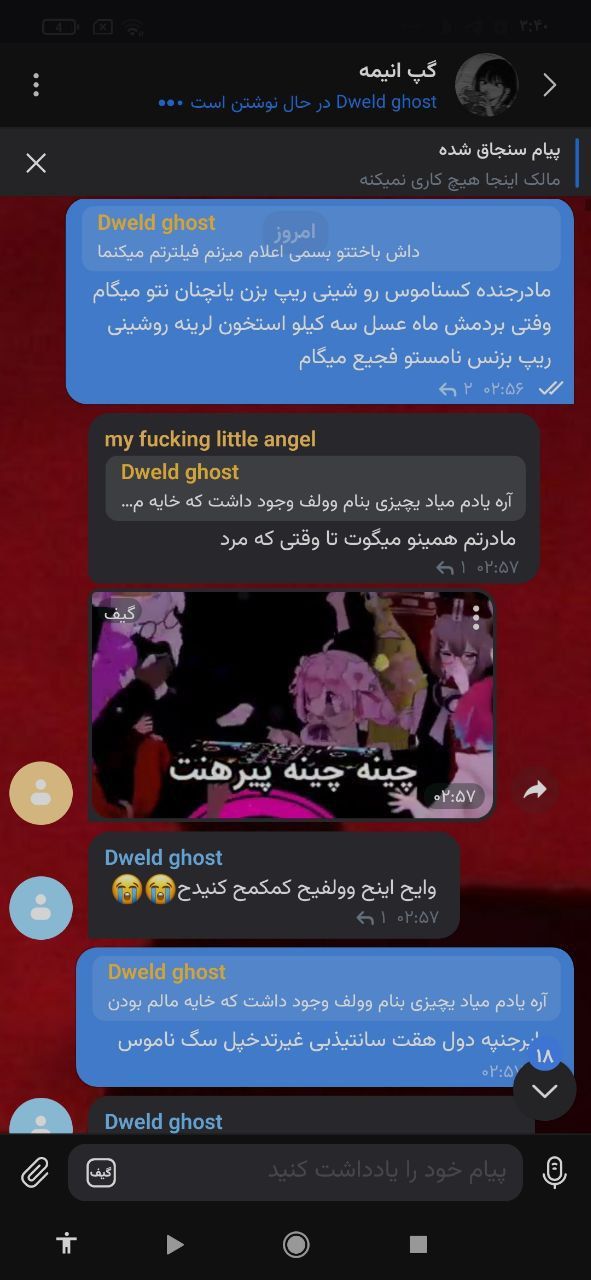 ۲:۴۰
4
گپ انیمه
Dweld ghost در حال نوشتن است
پیام سنجاق شده
مالک اینجا هیچ کاری نمیکنه
امروز
Dweld ghost
داش باختتو بسمی اعلام میزنم فیلترتم میکنما
مادرجنده کسناموس رو شینی ریپ بزن یانچنان نتو میگام
وفتی بردمش ماه عسل سه کیلو استخون لرینه روشینی
ریپ بزنس نامستو فجیع میگام
۲ ۰۲:۵۶
my fucking little angel
Dweld ghost
آره یادم میاد یچیزی بنام وولف وجود داشت که خایه م...
مادرتم همینو میگوت تا وقتی که مرد
۱ ۰۲:۵۷
گیف
چینه چینه پیرهنت
۰۲:۵۷
Dweld ghost
وایح اینح وولفیح کمکمح کنیدح😭😭
۱ ۰۲:۵۷
Dweld ghost
آره یادم میاد یچیزی بنام وولف وجود داشت که خایه مالم بودن
دول هقت سانتیذبی غیرتدخپل سگ ناموس
۰۲:۵۷
۱۸
Dweld ghost
پیام خود را یادداشت کنید
گیف